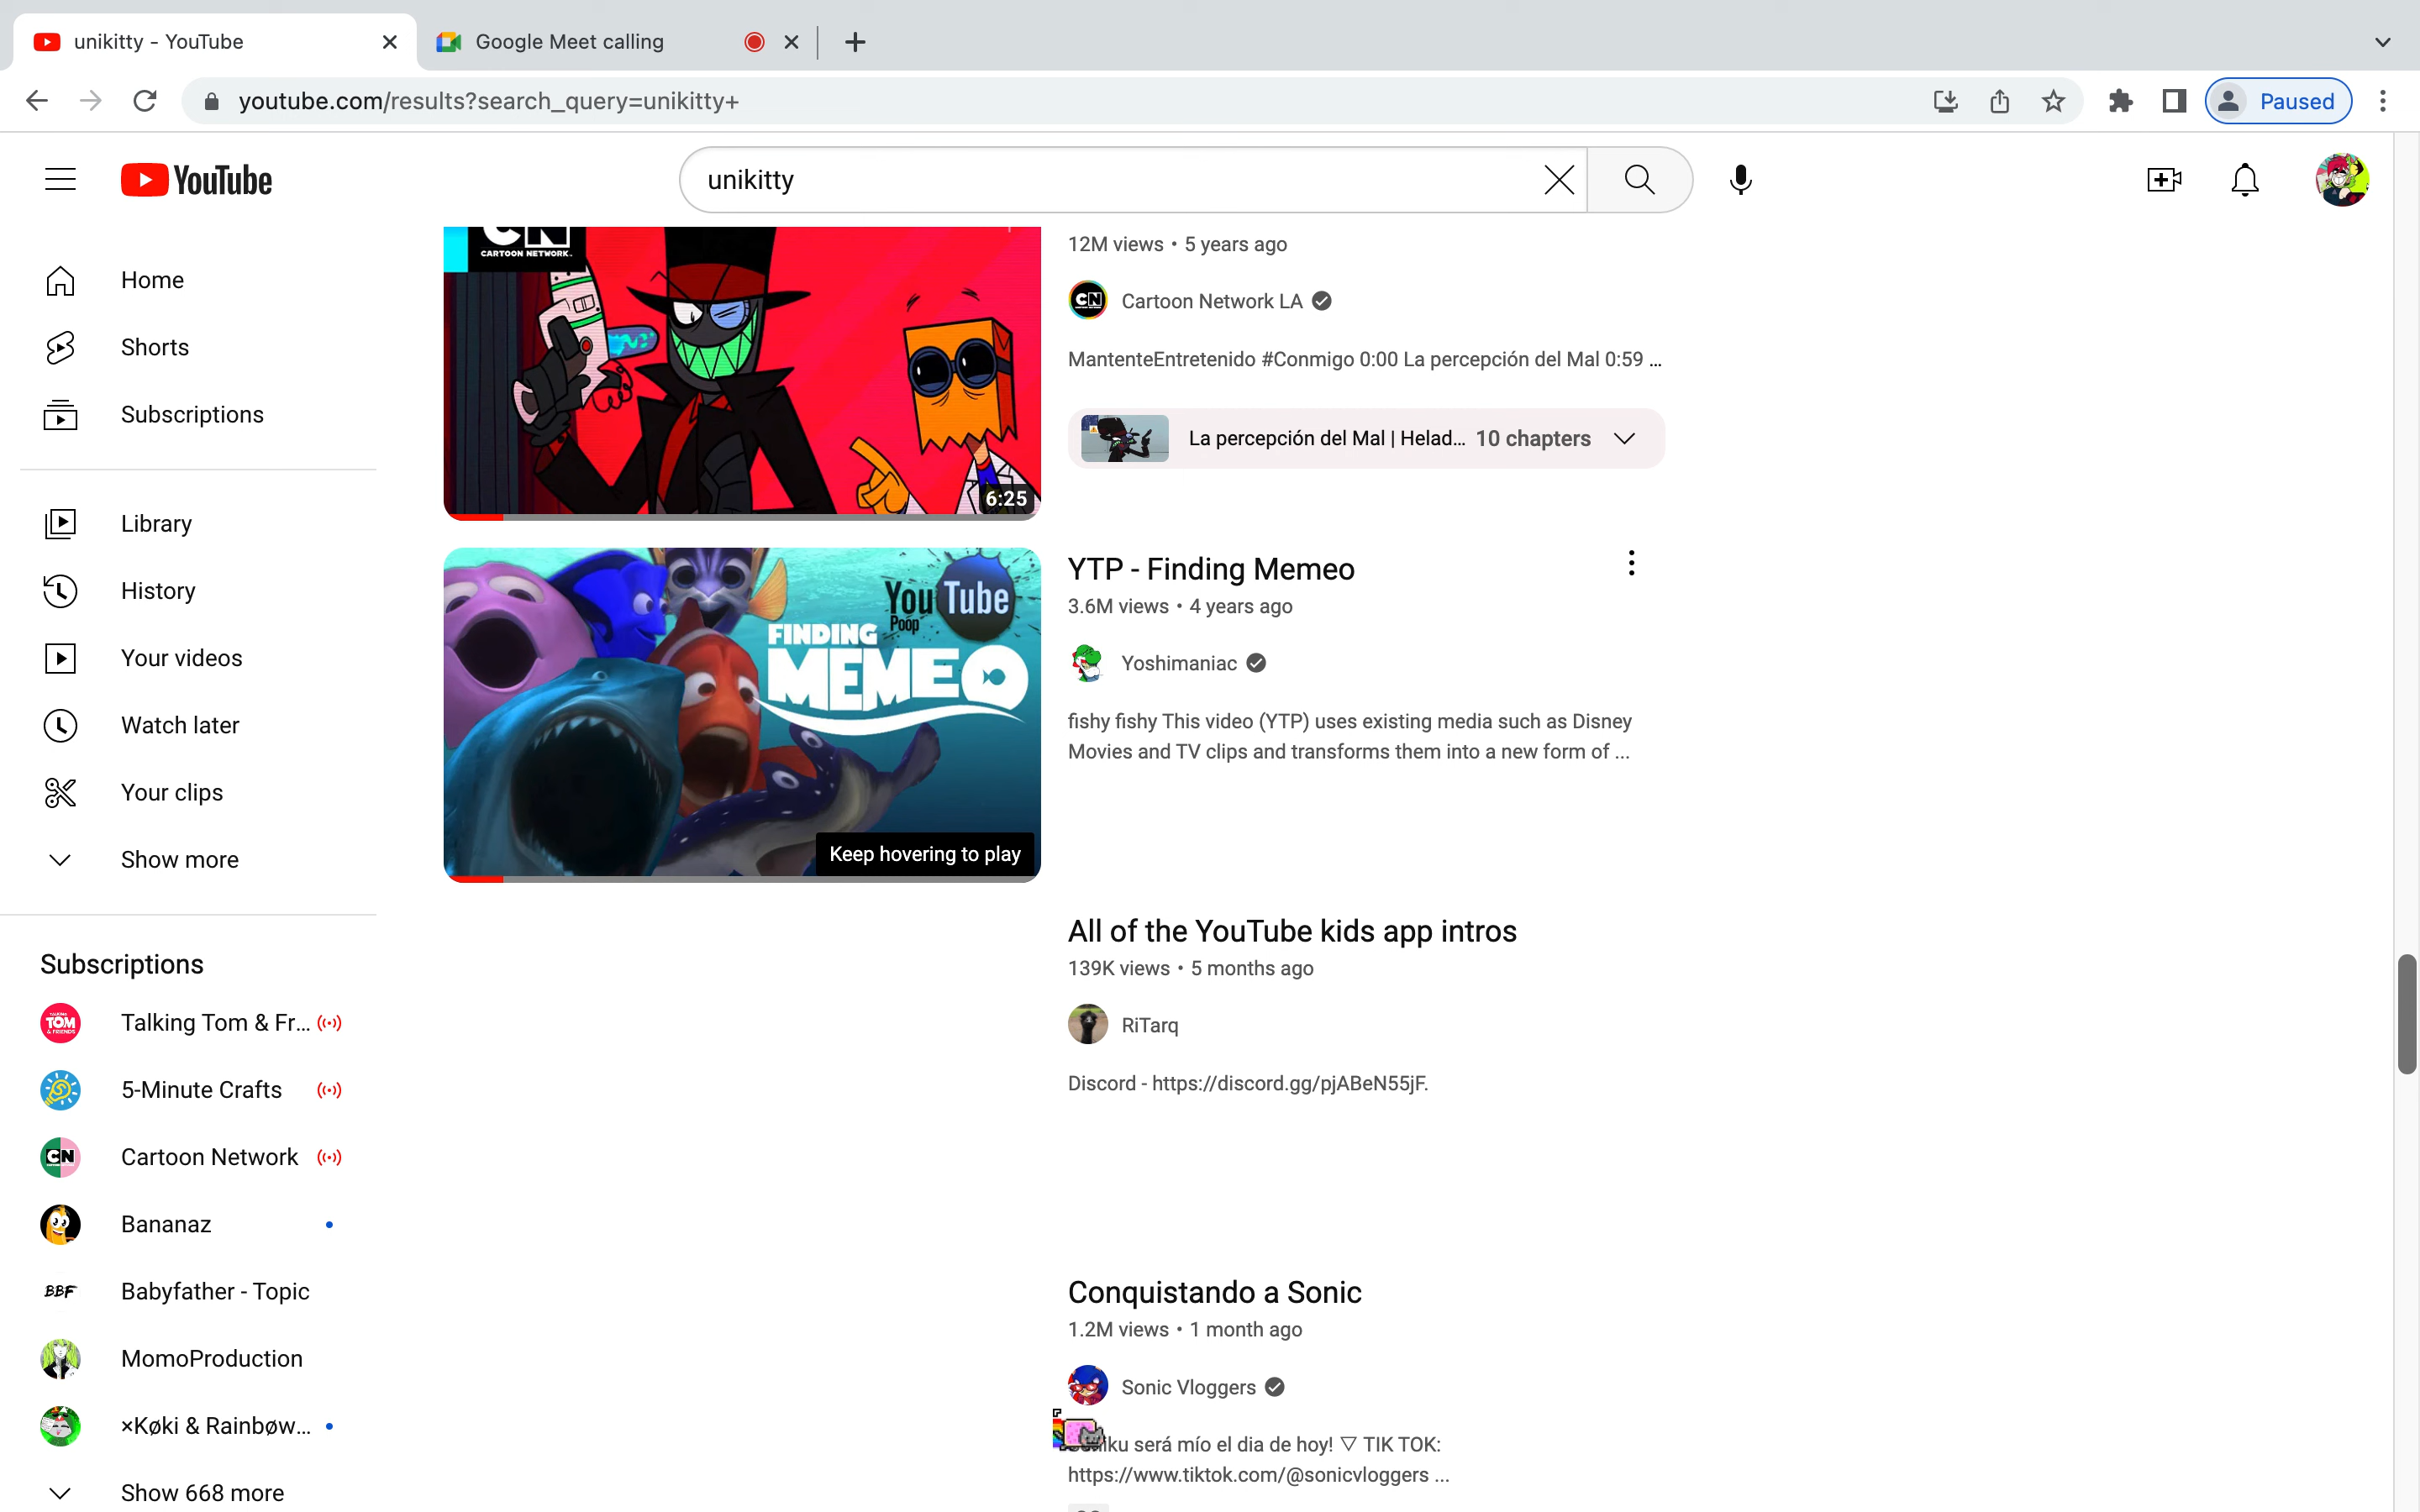 unikitty - YouTube
Google Meet calling
youtube.com/results?search_query=unikitty+
Paused
YouTube
unikitty
Home
Shorts
Subscriptions
Library
History
Your videos
Watch later
Your clips
Show more
Subscriptions
TALKING TOM & FRIENDS
Talking Tom & Fr...
5-Minute Crafts
CN
Cartoon Network
Bananaz
BBF
Babyfather - Topic
MomoProduction
×Køki & Rainbøw...
Show 668 more
CN
CARTOON NETWORK.
6:25
12M views • 5 years ago
CN
Cartoon Network LA
MantenteEntretenido #Conmigo 0:00 La percepción del Mal 0:59 ...
La percepción del Mal | Helad... 10 chapters
YouTube
Poop
FINDING
MEMEO
Keep hovering to play
YTP - Finding Memeo
3.6M views • 4 years ago
Yoshimaniac
fishy fishy This video (YTP) uses existing media such as Disney
Movies and TV clips and transforms them into a new form of ...
All of the YouTube kids app intros
139K views • 5 months ago
RiTarq
Discord - https://discord.gg/pjABeN55jF.
Conquistando a Sonic
1.2M views • 1 month ago
Sonic Vloggers
será mío el dia de hoy! ▽ TIK TOK:
https://www.tiktok.com/@sonicvloggers ...